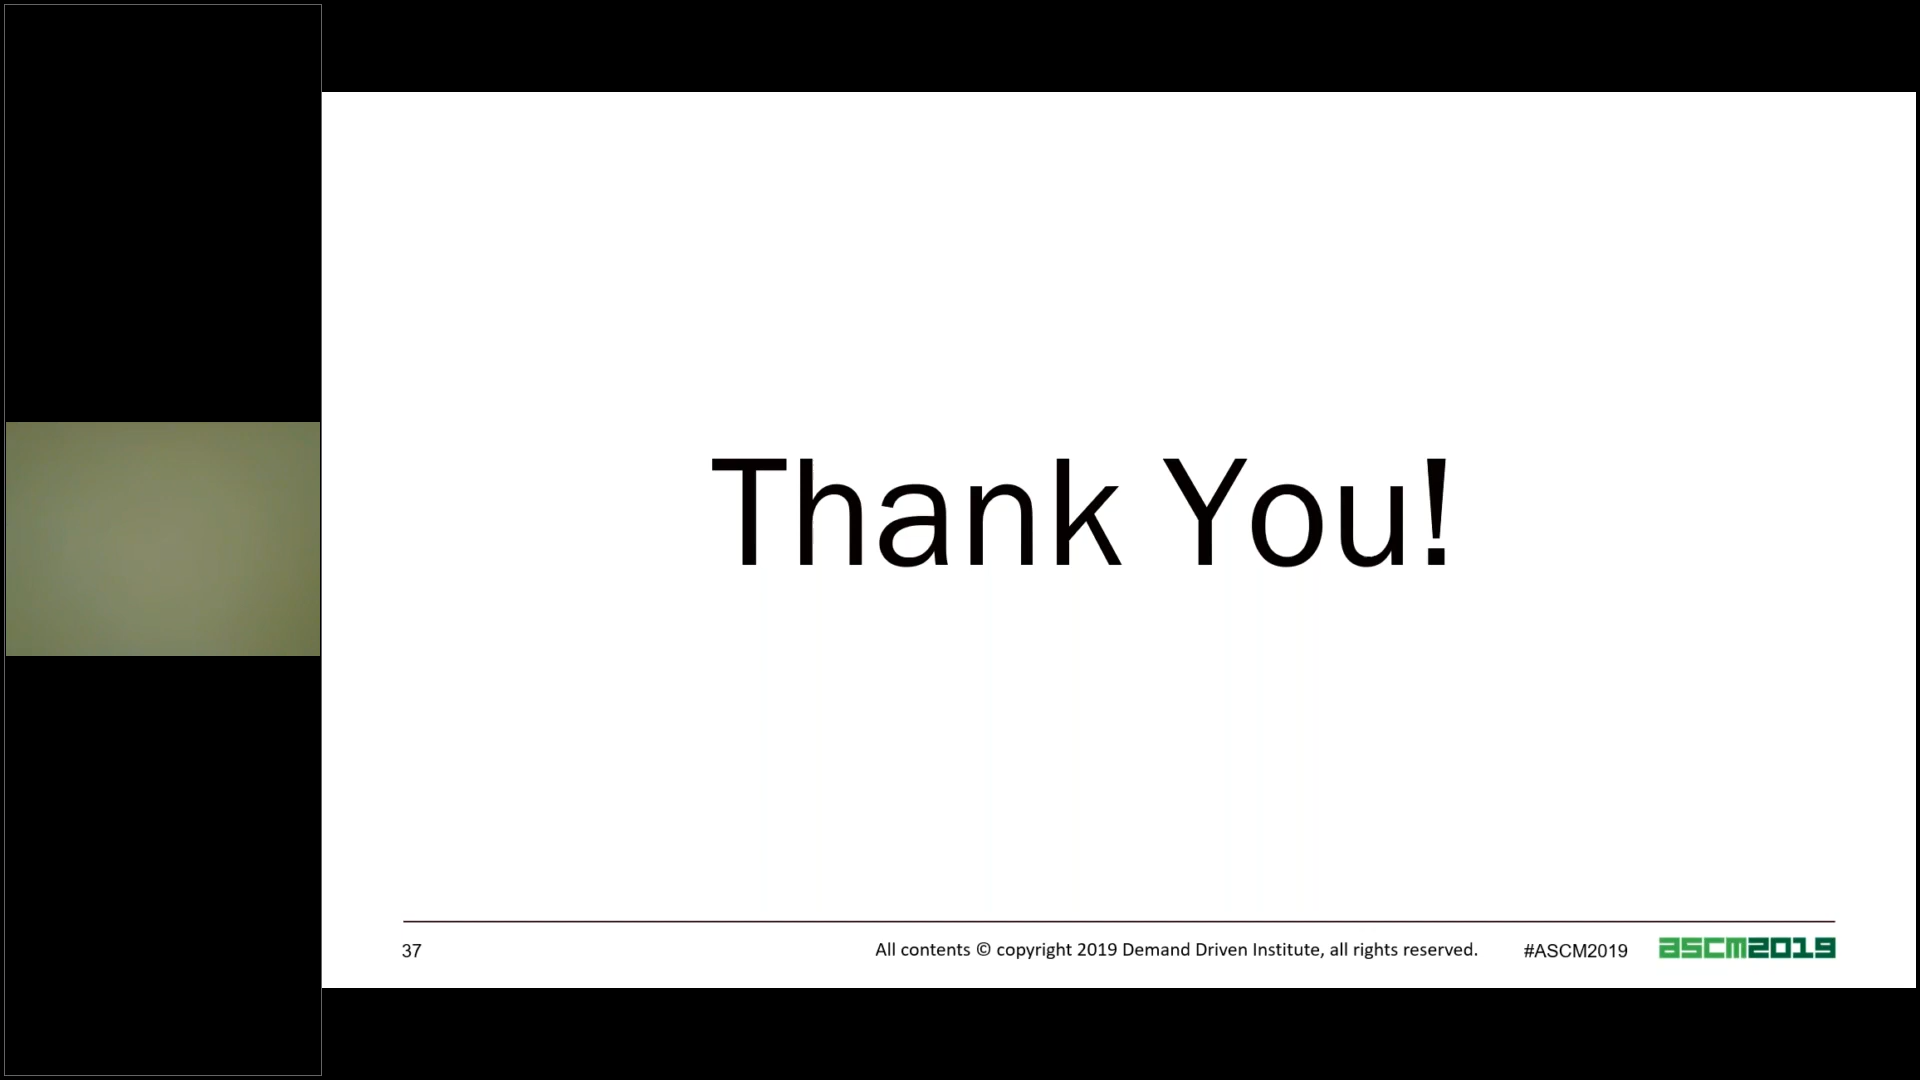 Thank You!
37
All contents © copyright 2019 Demand Driven Institute, all rights reserved.
#ASCM2019
ascm2019